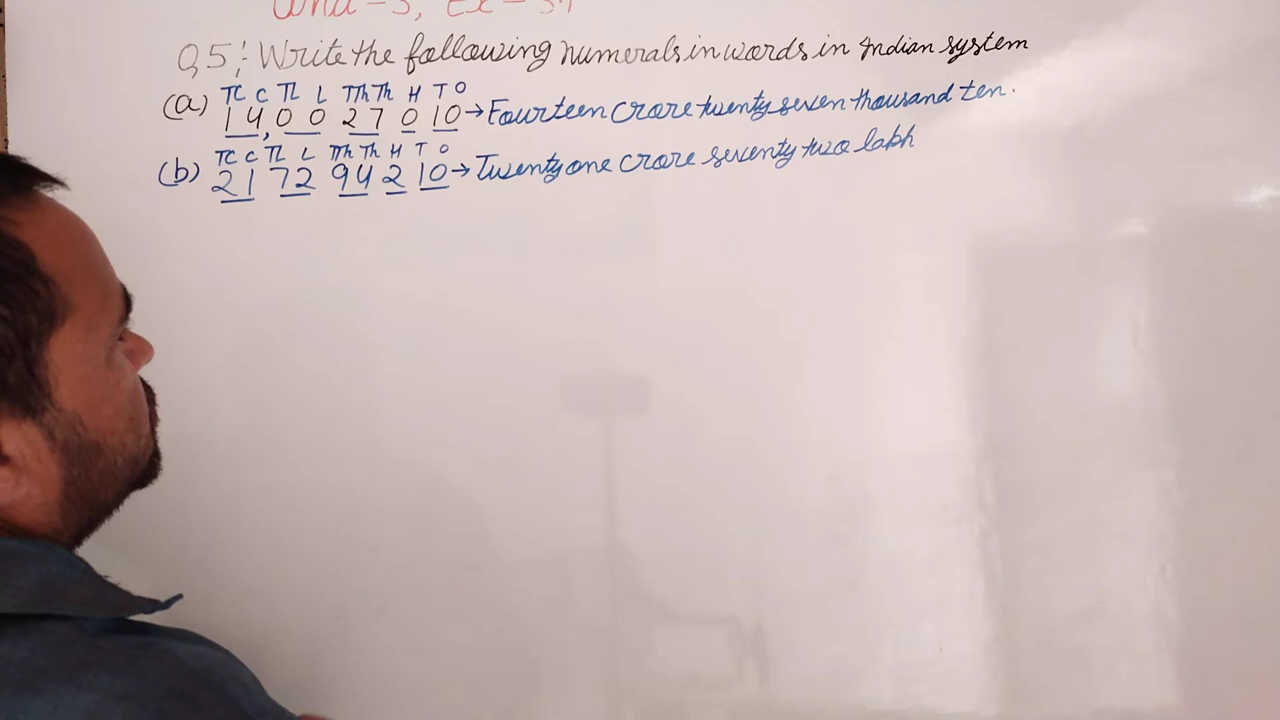 Q5:- Write the following numerals in words in Indian system
TC C TL L TTh Th H T O
(a) 14,00 27 0 10→Fourteen crore twenty seven thousand ten.
TC C TL L TTh Th H T O
(b) 21 72 94 2 10→Twenty one crore seventy two lakh